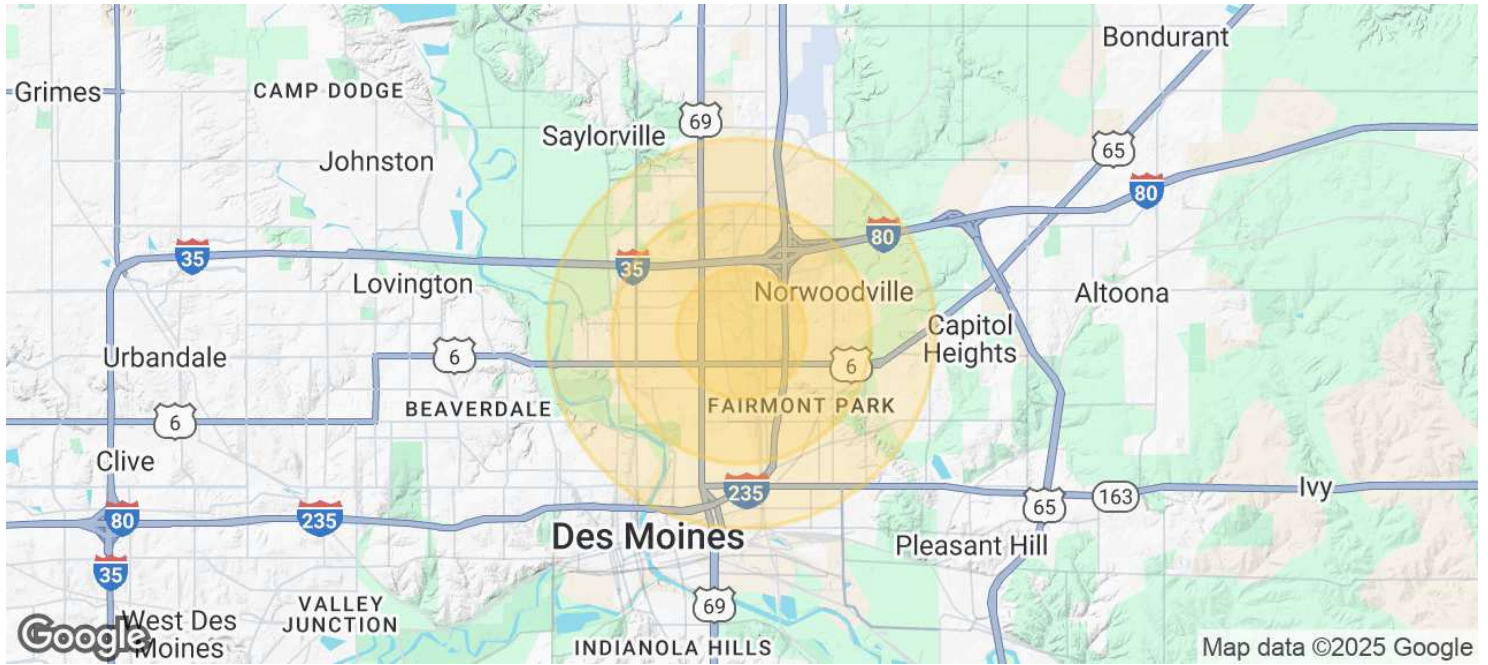 Bondurant
Grimes
CAMP DODGE
69
Saylorville
65
Johnston
80
80
35
35
Lovington
Norwoodville
Altoona
Capitol
Heights
Urbandale
6
6
6
BEAVERDALE
FAIRMONT PARK
Clive
235
65
163
Ivy
80
235
Des Moines
Pleasant Hill
35
69
VALLEY
JUNCTION
West Des
Moines
INDIANOLA HILLS
Google
Map data ©2025 Google